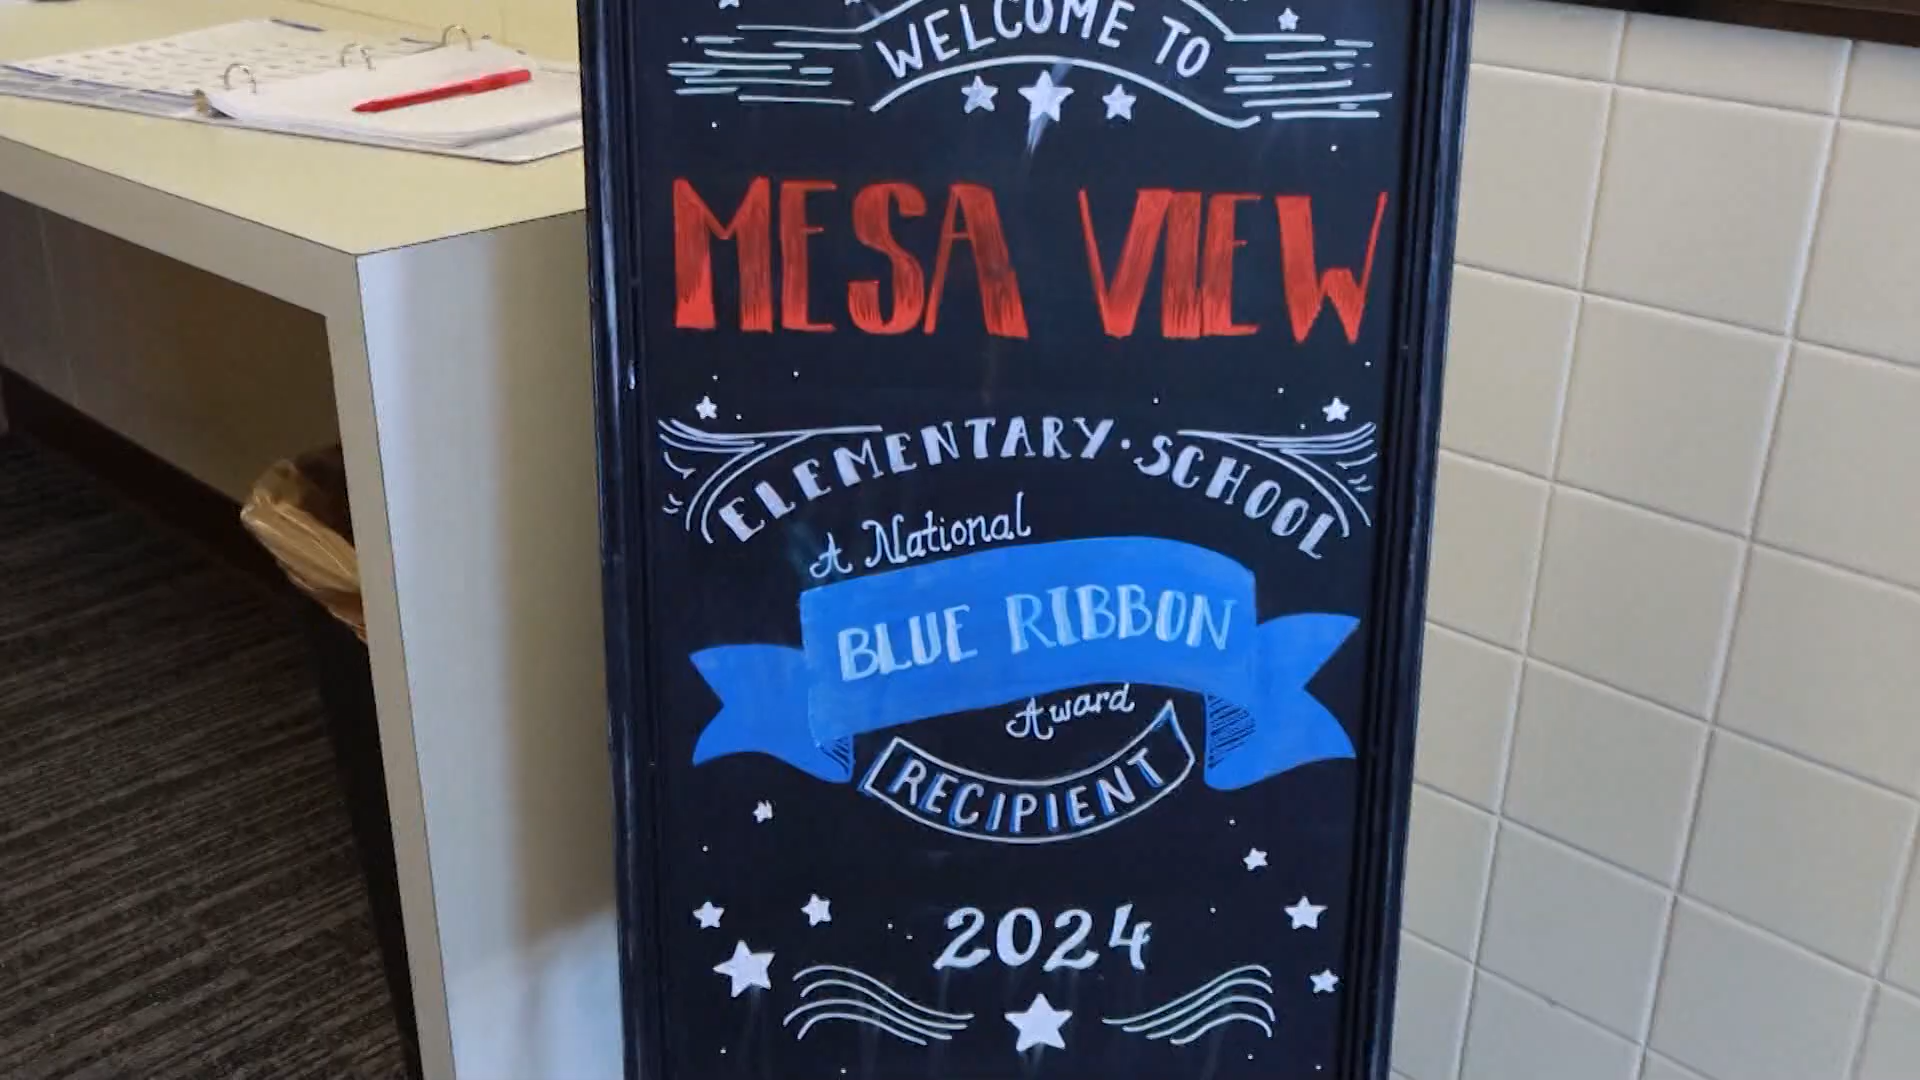 WELCOME TO
MESA VIEW
ELEMENTARY · SCHOOL
A National
BLUE RIBBON
Award
RECIPIENT
2024